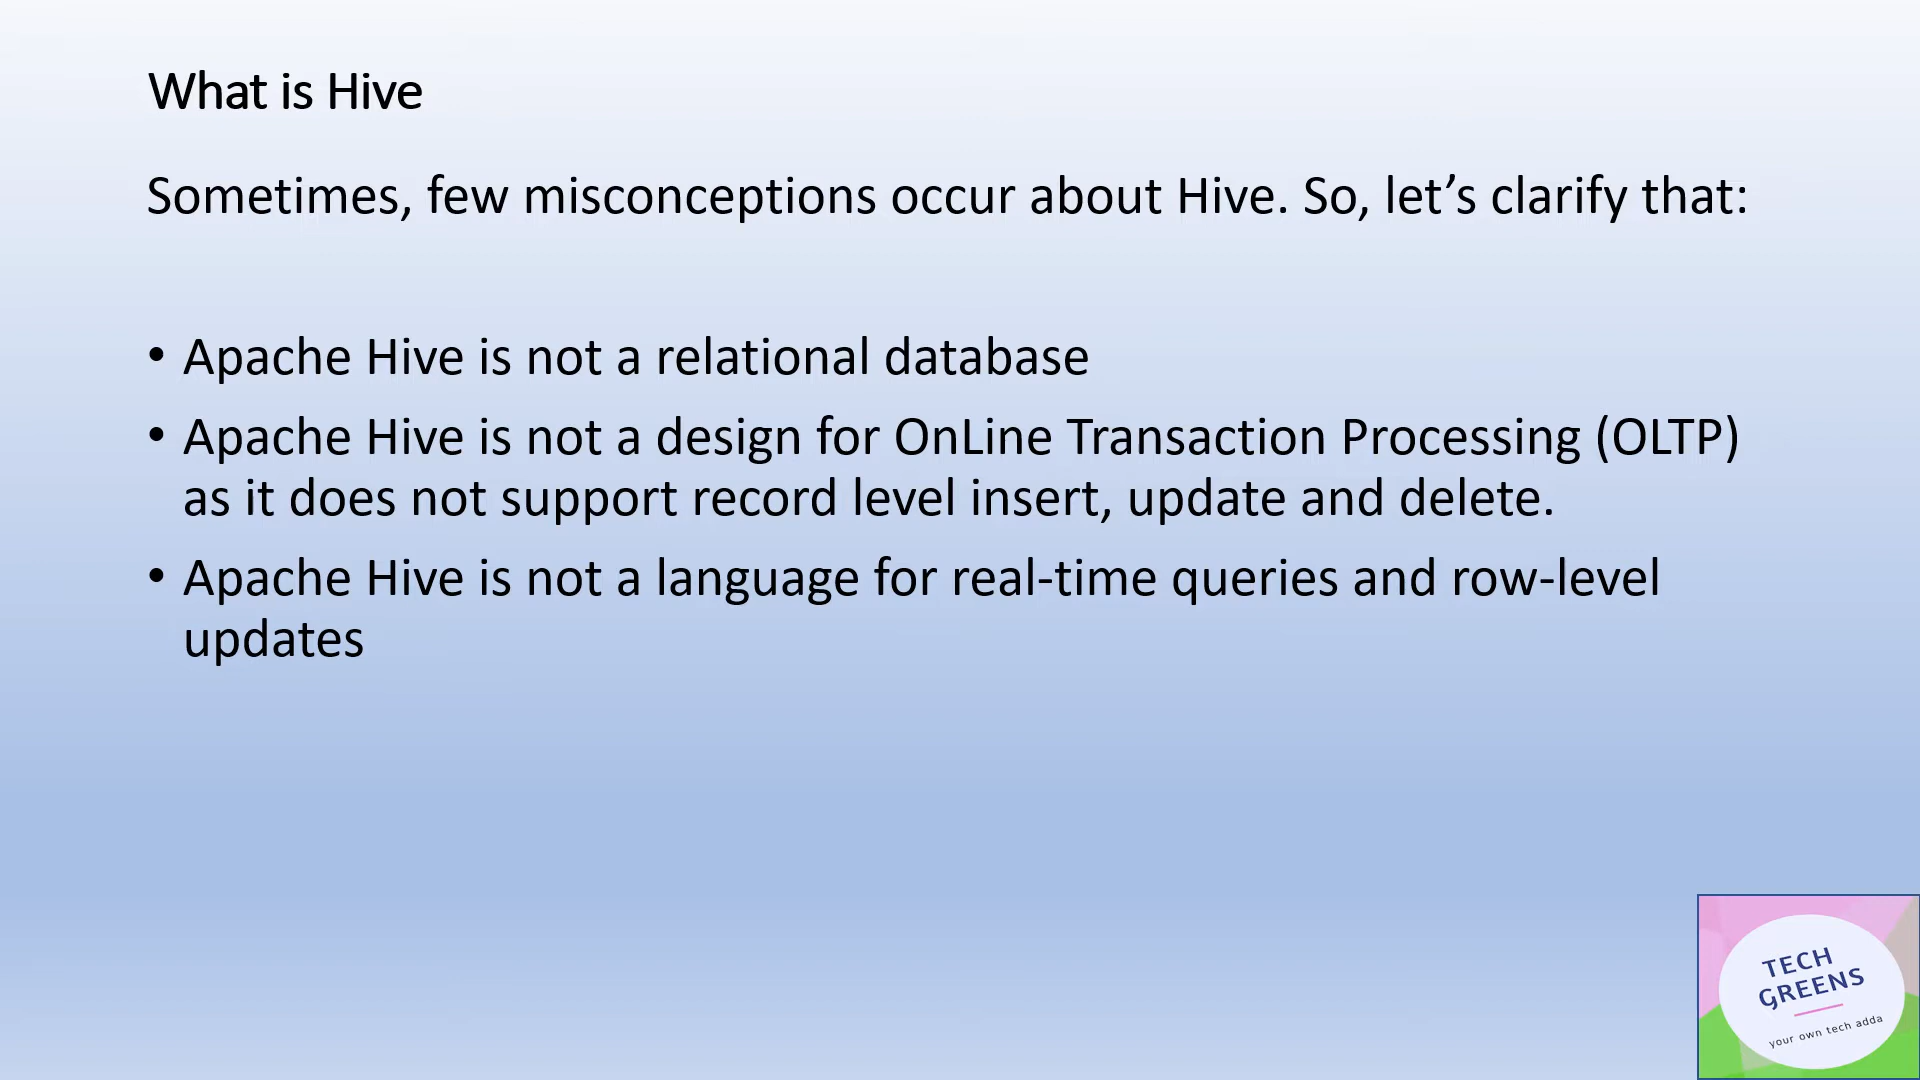 What is Hive
Sometimes, few misconceptions occur about Hive. So, let’s clarify that:
• Apache Hive is not a relational database
• Apache Hive is not a design for OnLine Transaction Processing (OLTP)
as it does not support record level insert, update and delete.
• Apache Hive is not a language for real-time queries and row-level
updates
TECH
GREENS
your own tech adda